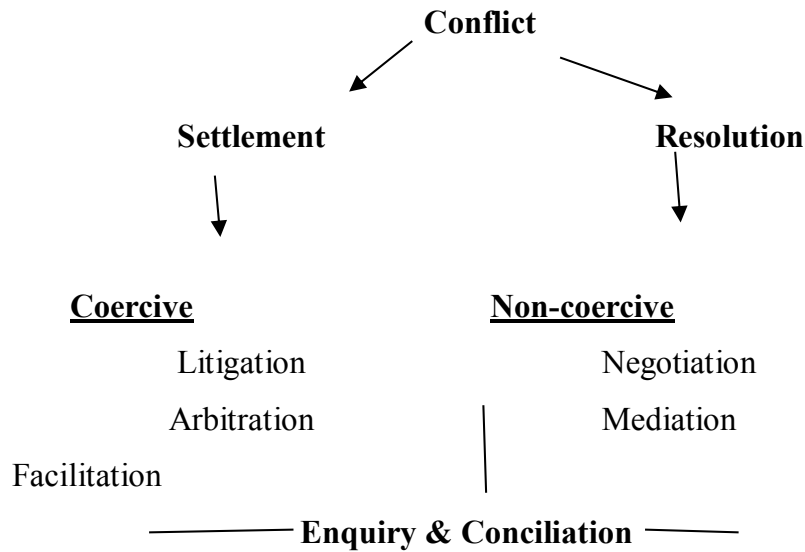 Conflict
Settlement Resolution
Coercive Non-coercive
Litigation Negotiation
Arbitration Mediation
Facilitation
Enquiry & Conciliation